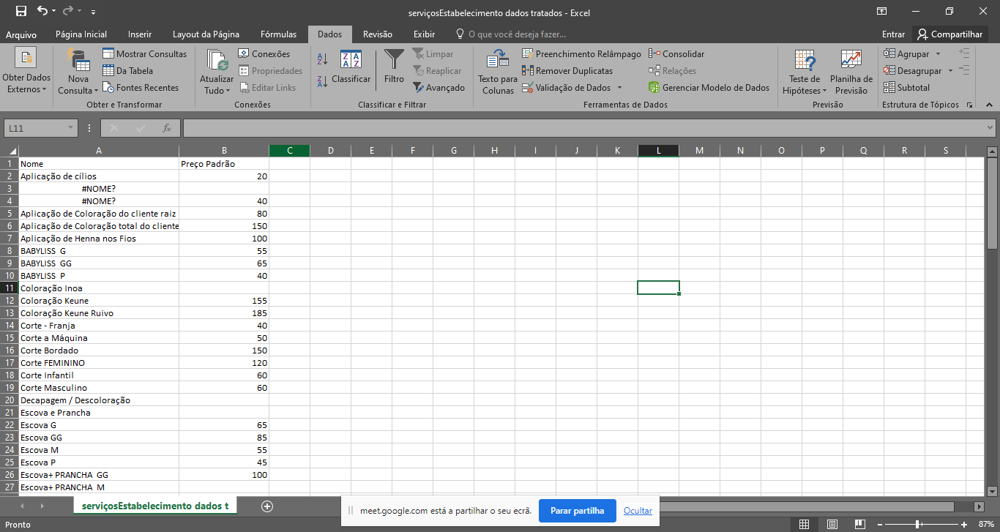 serviçosEstabelecimento dados tratados - Excel
Arquivo Página Inicial Inserir Layout da Página Fórmulas Dados Revisão Exibir O que você deseja fazer... Entrar Compartilhar
Obter Dados Externos
Nova Consulta
Mostrar Consultas
Da Tabela
Fontes Recentes
Obter e Transformar
Atualizar Tudo
Conexões
Propriedades
Editar Links
Conexões
Classificar
Filtro
Limpar
Reaplicar
Avançado
Classificar e Filtrar
Texto para Colunas
Preenchimento Relâmpago
Remover Duplicatas
Validação de Dados
Consolidar
Relações
Gerenciar Modelo de Dados
Ferramentas de Dados
Teste de Hipóteses
Planilha de Previsão
Previsão
Agrupar
Desagrupar
Subtotal
Estrutura de Tópicos
L11 fx
A B C D E F G H I J K L M N O P Q R S
1 Nome Preço Padrão
2 Aplicação de cílios 20
3 #NOME?
4 #NOME? 40
5 Aplicação de Coloração do cliente raiz 80
6 Aplicação de Coloração total do cliente 150
7 Aplicação de Henna nos Fios 100
8 BABYLISS G 55
9 BABYLISS GG 65
10 BABYLISS P 40
11 Coloração Inoa
12 Coloração Keune 155
13 Coloração Keune Ruivo 185
14 Corte - Franja 40
15 Corte a Máquina 50
16 Corte Bordado 150
17 Corte FEMININO 120
18 Corte Infantil 60
19 Corte Masculino 60
20 Decapagem / Descoloração
21 Escova e Prancha
22 Escova G 65
23 Escova GG 85
24 Escova M 55
25 Escova P 45
26 Escova+ PRANCHA GG 100
27 Escova+ PRANCHA M
serviçosEstabelecimento dados t
meet.google.com está a partilhar o seu ecrã. Parar partilha Ocultar
Pronto 87%